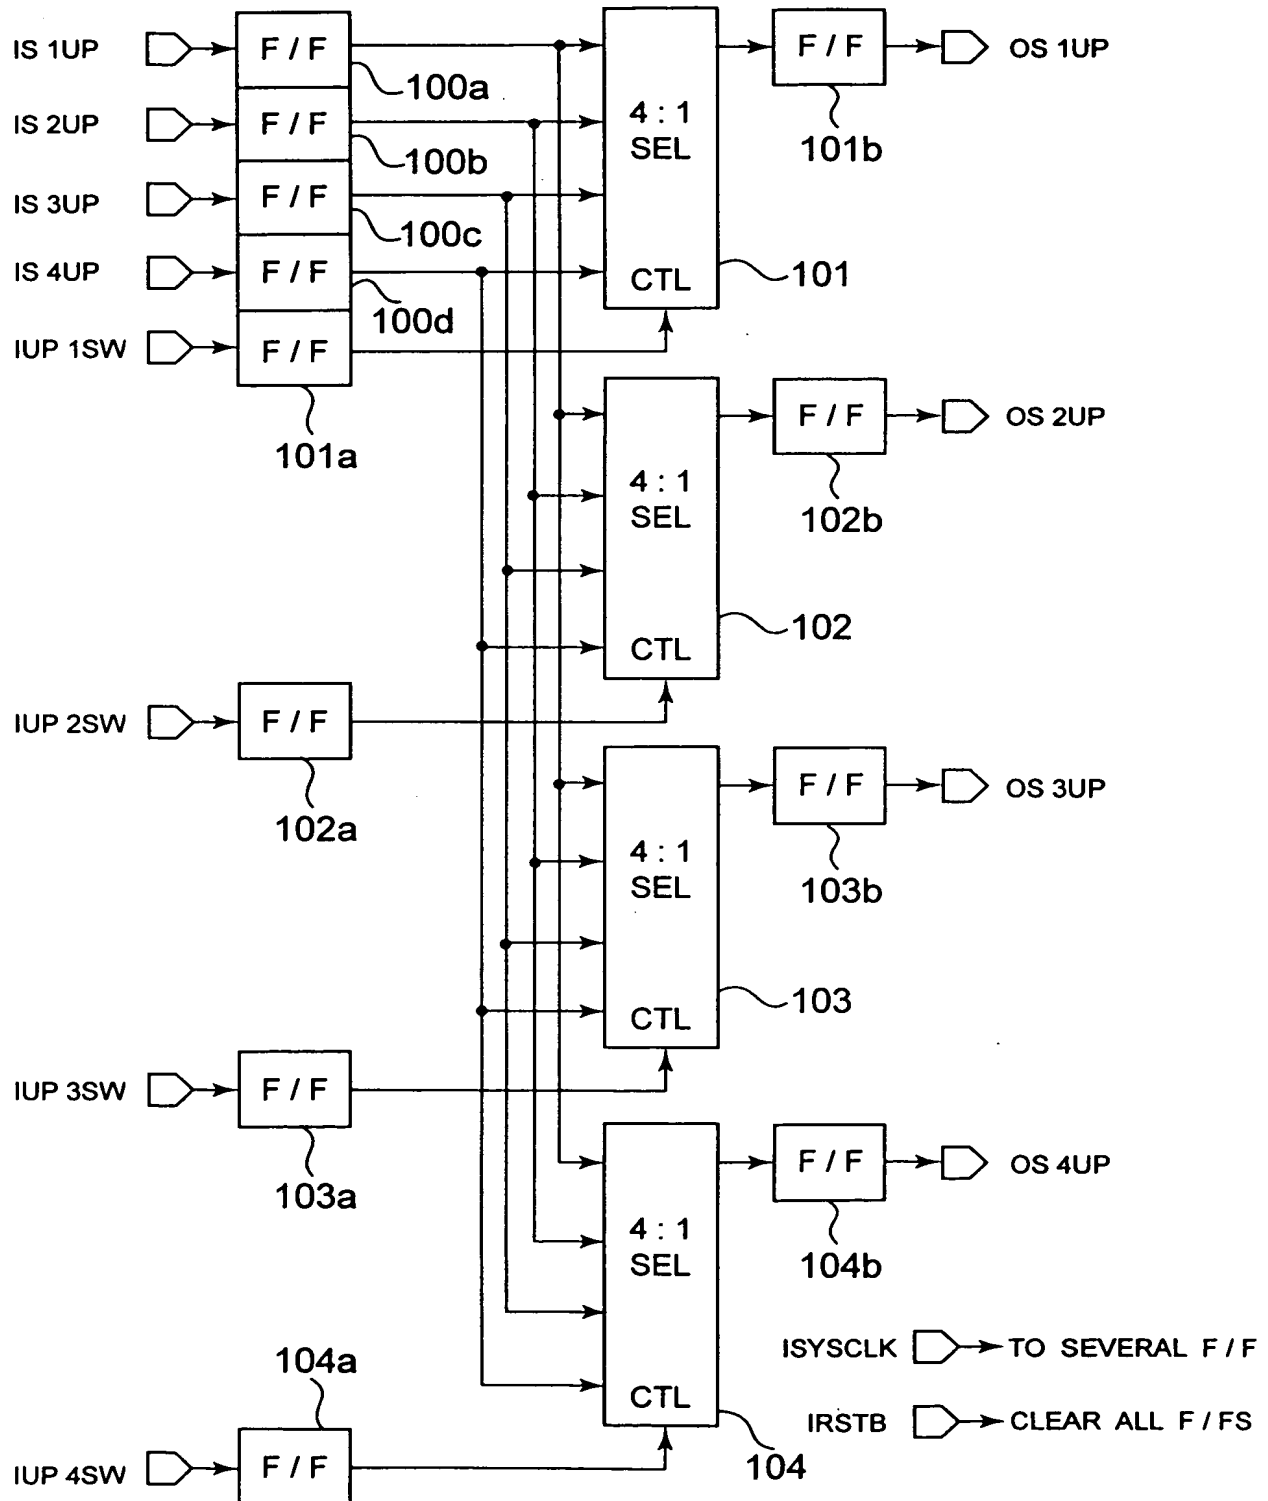 IS 1UP
F / F
100a
4 : 1
SEL
CTL
101
F / F
101b
OS 1UP
IS 2UP
F / F
100b
IS 3UP
F / F
100c
IS 4UP
F / F
100d
IUP 1SW
F / F
101a
4 : 1
SEL
CTL
102
F / F
102b
OS 2UP
IUP 2SW
F / F
102a
4 : 1
SEL
CTL
103
F / F
103b
OS 3UP
IUP 3SW
F / F
103a
4 : 1
SEL
CTL
104
F / F
104b
OS 4UP
104a
IUP 4SW
F / F
ISYSCLK
TO SEVERAL F / F
IRSTB
CLEAR ALL F / FS